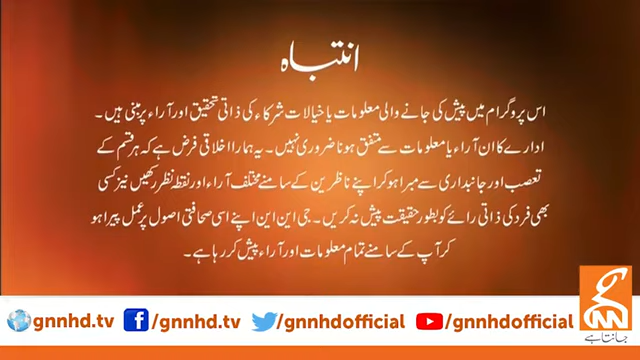 انتباہ
اس پروگرام میں پیش کی جانے والی معلومات یا خیالات شرکاء کی ذاتی تحقیق اور آراء پر مبنی ہیں۔
ادارے کا ان آراء یا معلومات سے متفق ہونا ضروری نہیں۔ یہ ہمارا اخلاقی فرض ہے کہ ہر قسم کے
تعصب اور جانبداری سے مبرا ہو کر اپنے ناظرین کے سامنے مختلف آراء اور نقطہ نظر رکھیں نیز کسی
بھی فرد کی ذاتی رائے کو بطور حقیقت پیش نہ کریں۔ جی این این اپنے اسی صحافتی اصول پر عمل پیرا ہو
کر آپ کے سامنے تمام معلومات اور آراء پیش کر رہا ہے۔
gnnhd.tv /gnnhd.tv /gnnhdofficial /gnnhdofficial
GNN
جانتا ہے